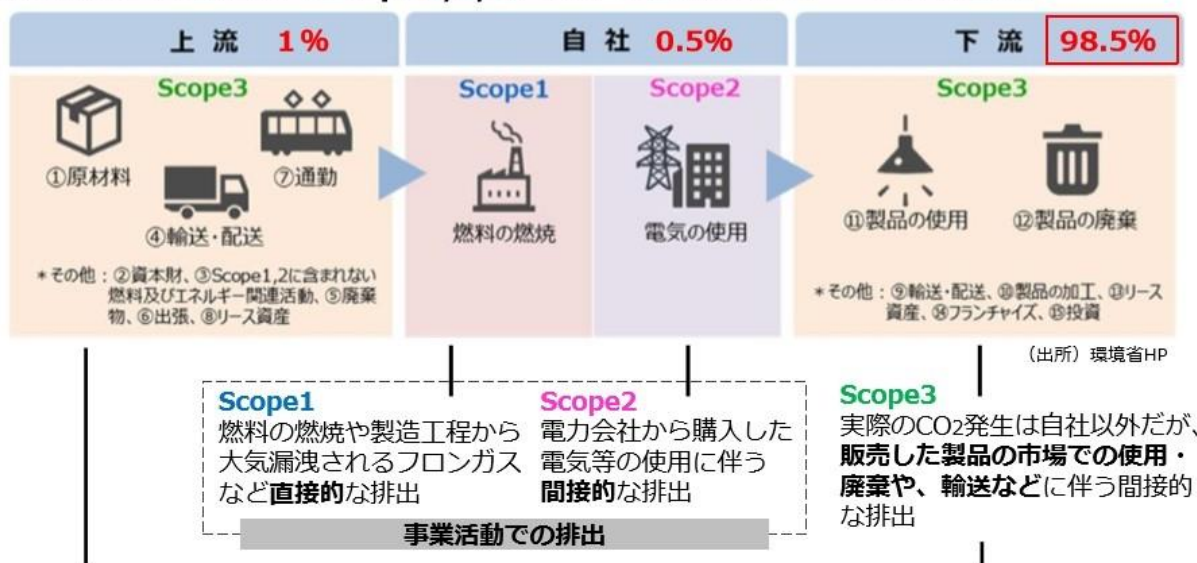 上 流 1%
自 社 0.5%
下 流 98.5%
Scope3
①原材料
⑦通勤
④輸送・配送
*その他:②資本財、③Scope1,2に含まれない
燃料及びエネルギー関連活動、⑤廃棄
物、⑥出張、⑧リース資産
Scope1
燃料の燃焼
Scope2
電気の使用
Scope3
⑪製品の使用
⑫製品の廃棄
*その他:⑨輸送・配送、⑩製品の加工、⑬リース
資産、⑭フランチャイズ、⑮投資
(出所)環境省HP
Scope1
燃料の燃焼や製造工程から
大気漏洩されるフロンガス
など直接的な排出
Scope2
電力会社から購入した
電気等の使用に伴う
間接的な排出
事業活動での排出
Scope3
実際のCO2発生は自社以外だが、
販売した製品の市場での使用・
廃棄や、輸送などに伴う間接的
な排出